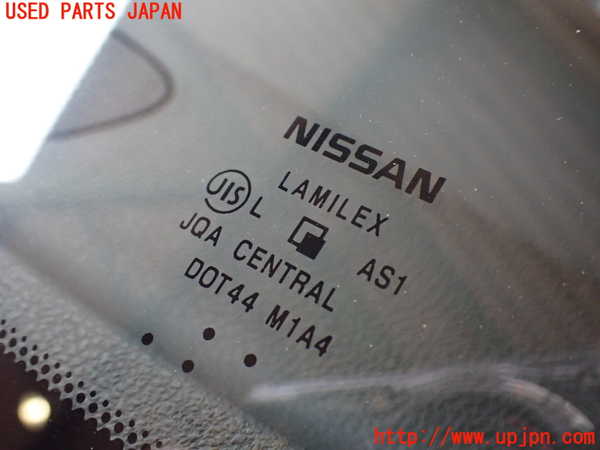 USED PARTS JAPAN
NISSAN
LAMILEX
JIS L AS1
JQA CENTRAL
DOT44 M1A4
http://www.upjpn.com/